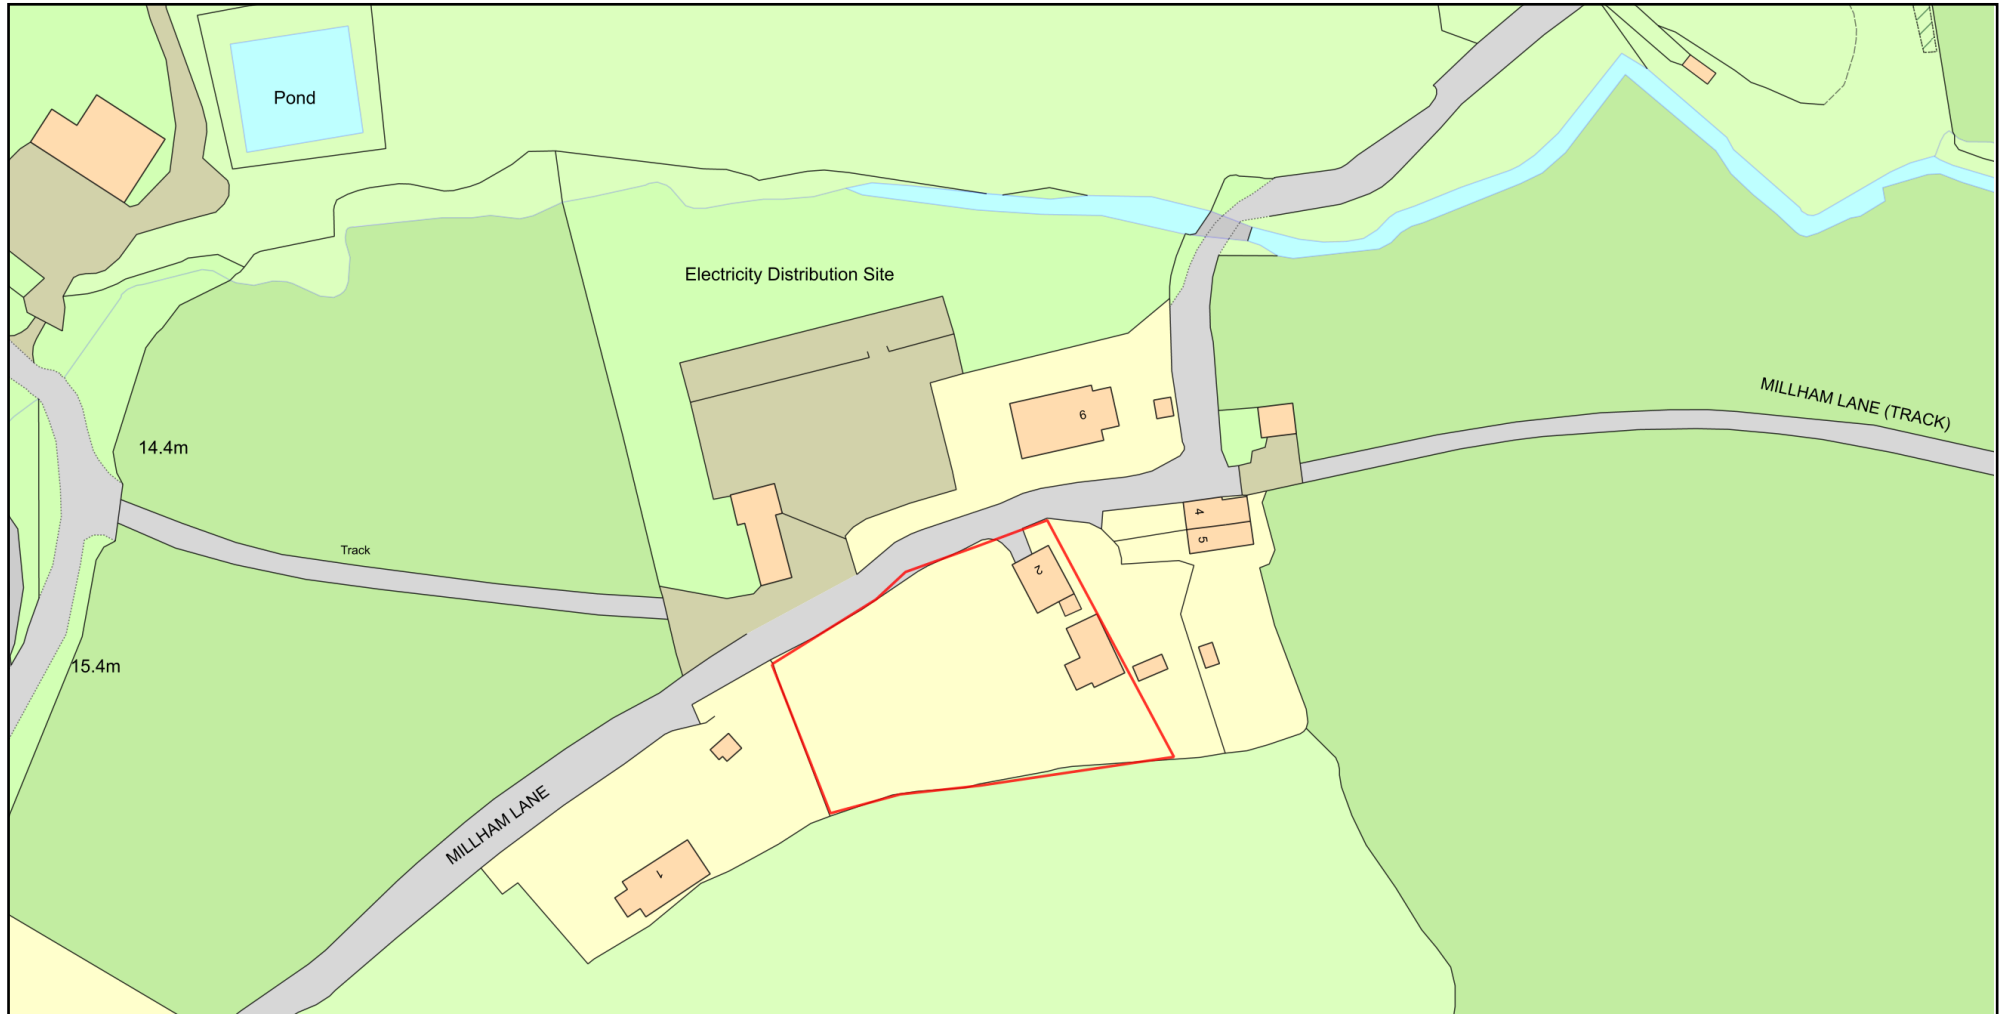 Pond
Electricity Distribution Site
MILLHAM LANE (TRACK)
6
14.4m
4
5
Track
2
15.4m
MILLHAM LANE
1